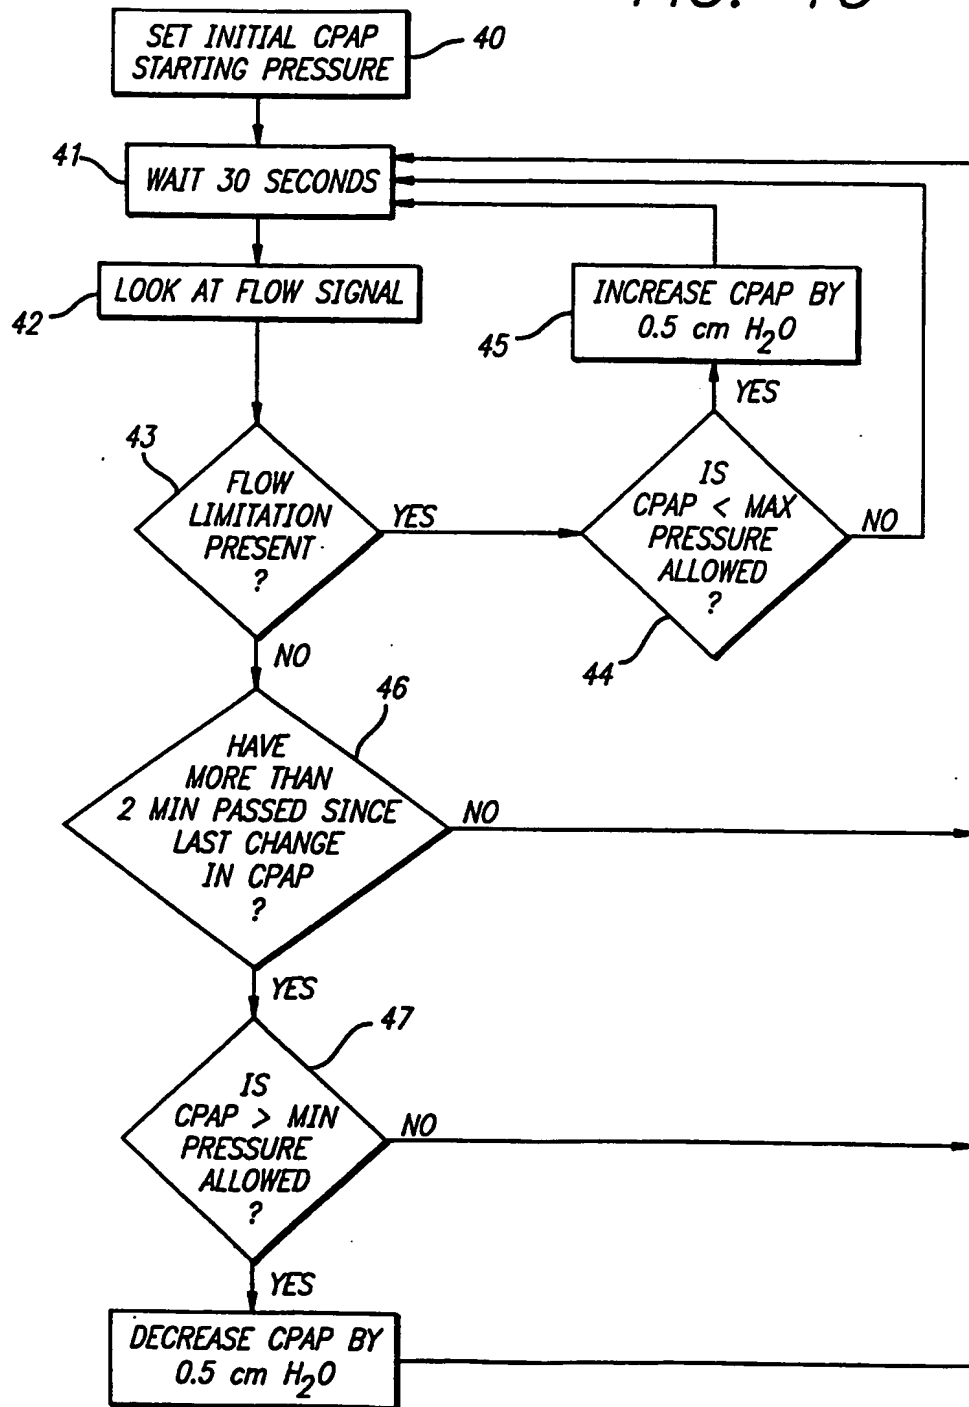 SET INITIAL CPAP
STARTING PRESSURE
40
41
WAIT 30 SECONDS
LOOK AT FLOW SIGNAL
42
INCREASE CPAP BY
0.5 cm H₂O
45
YES
43
FLOW
LIMITATION
PRESENT
?
YES
IS
CPAP < MAX
PRESSURE
ALLOWED
?
NO
44
NO
46
HAVE
MORE THAN
2 MIN PASSED SINCE
LAST CHANGE
IN CPAP
?
NO
YES
47
IS
CPAP > MIN
PRESSURE
ALLOWED
?
NO
YES
DECREASE CPAP BY
0.5 cm H₂O